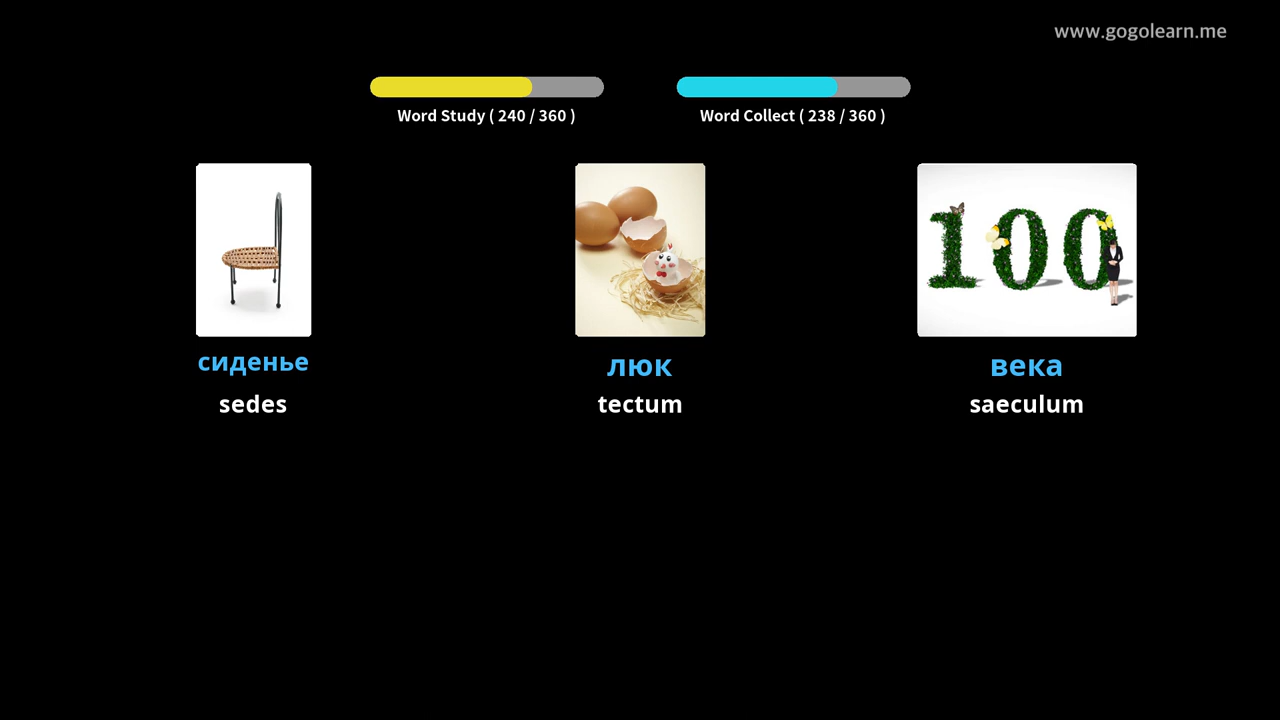 www.gogolearn.me
Word Study ( 240 / 360 )
Word Collect ( 238 / 360 )
сиденье
люк
века
sedes
tectum
saeculum